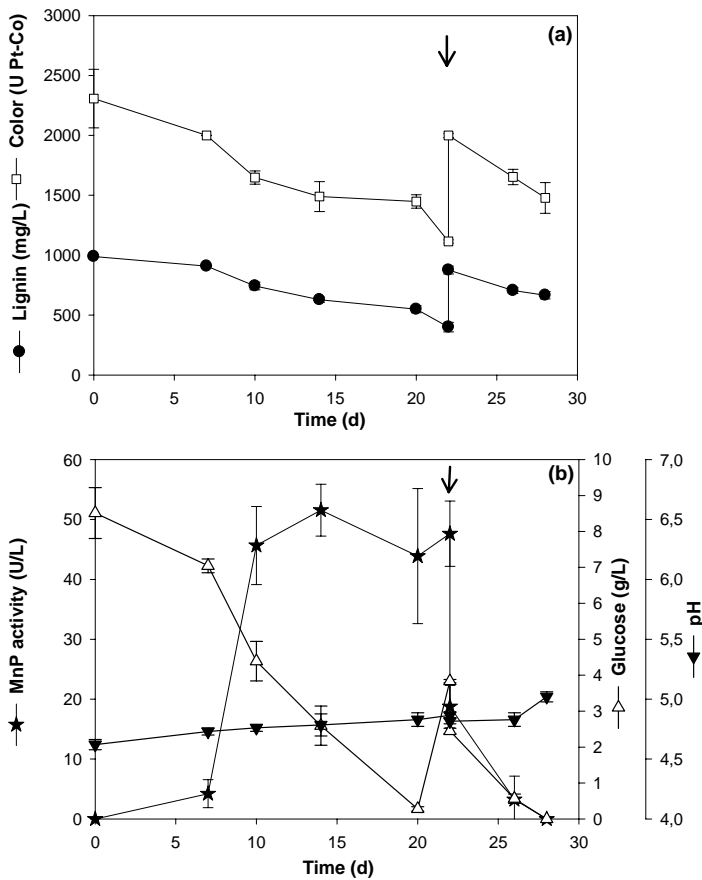 (a)
Lignin (mg/L)
Color (U Pt-Co)
3000
2500
2000
1500
1000
500
0
0 5 10 15 20 25 30
Time (d)
(b)
MnP activity (U/L)
60
50
40
30
20
10
0
0 5 10 15 20 25 30
Time (d)
10
9
8
7
6
5
4
3
2
1
0
Glucose (g/L)
7,0
6,5
6,0
5,5
5,0
4,5
4,0
pH